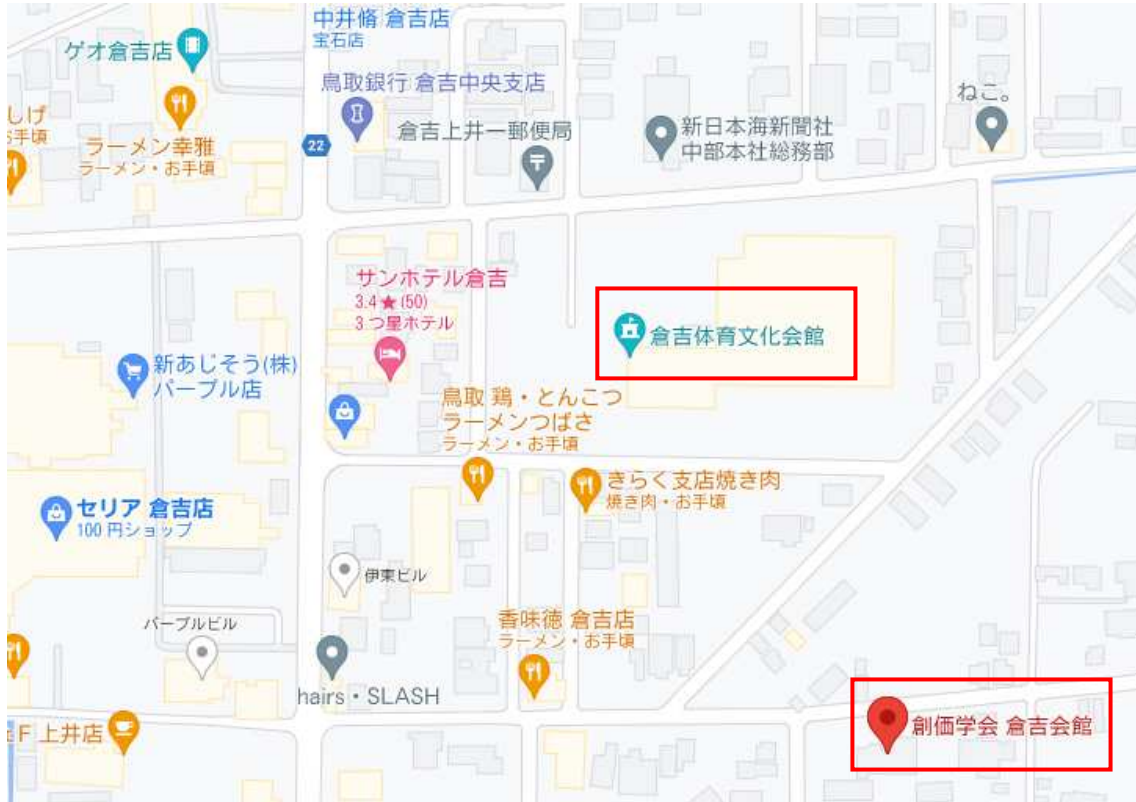 中井脩 倉吉店
宝石店
ゲオ倉吉店
鳥取銀行 倉吉中央支店
しげ
お手頃
ラーメン幸雅
ラーメン・お手頃
22
倉吉上井一郵便局
新日本海新聞社
中部本社総務部
ねこ。
サンホテル倉吉
3.4★(50)
3 つ星ホテル
倉吉体育文化会館
新あじそう(株)
パープル店
鳥取 鶏・とんこつ
ラーメンつばさ
ラーメン・お手頃
きらく支店焼き肉
焼き肉・お手頃
セリア 倉吉店
100 円ショップ
伊東ビル
パープルビル
香味徳 倉吉店
ラーメン・お手頃
hairs・SLASH
F 上井店
創価学会 倉吉会館